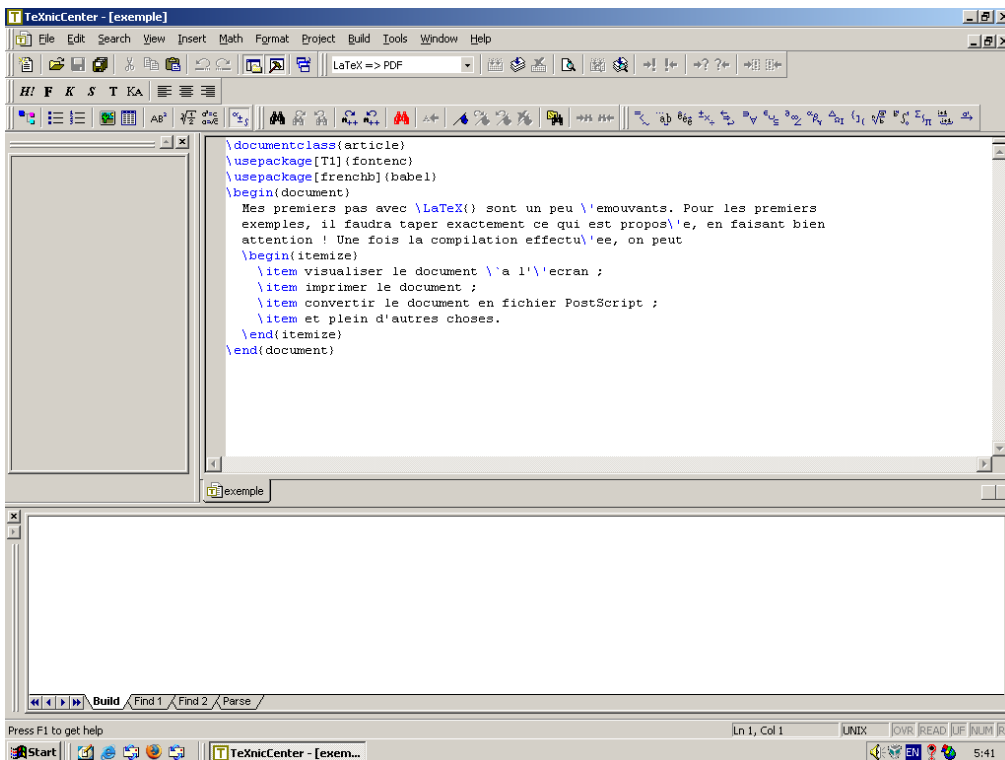 TeXnicCenter - [exemple]
File Edit Search View Insert Math Format Project Build Tools Window Help
LaTeX => PDF
H! F K S T KA
\documentclass{article}
\usepackage[T1]{fontenc}
\usepackage[frenchb]{babel}
\begin{document}
Mes premiers pas avec \LaTeX{} sont un peu \'emouvants. Pour les premiers
exemples, il faudra taper exactement ce qui est propos\'e, en faisant bien
attention ! Une fois la compilation effectu\'ee, on peut
\begin{itemize}
\item visualiser le document \`a l'\'ecran ;
\item imprimer le document ;
\item convertir le document en fichier PostScript ;
\item et plein d'autres choses.
\end{itemize}
\end{document}
exemple
Build Find 1 Find 2 Parse
Press F1 to get help Ln 1, Col 1 UNIX OVR READ UF NUM R
Start TeXnicCenter - [exem... EN 5:41